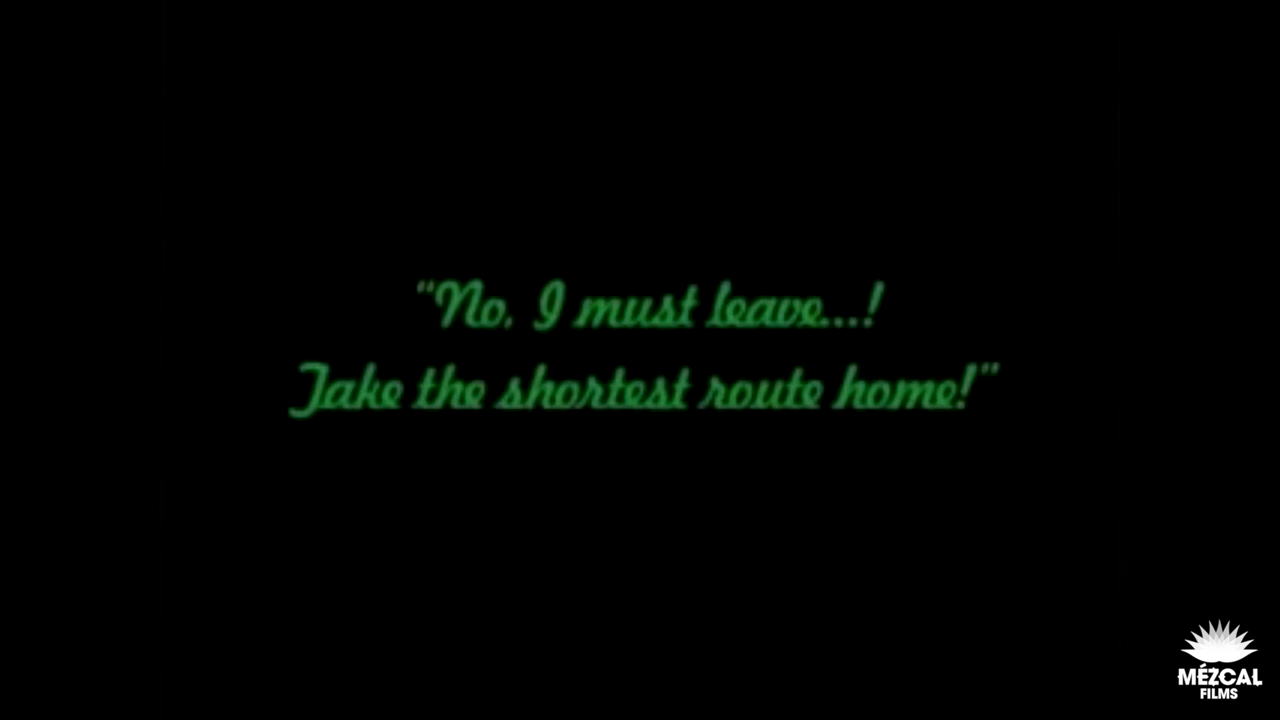 "No, I must leave...!
Take the shortest route home!"
MÉZCAL
FILMS